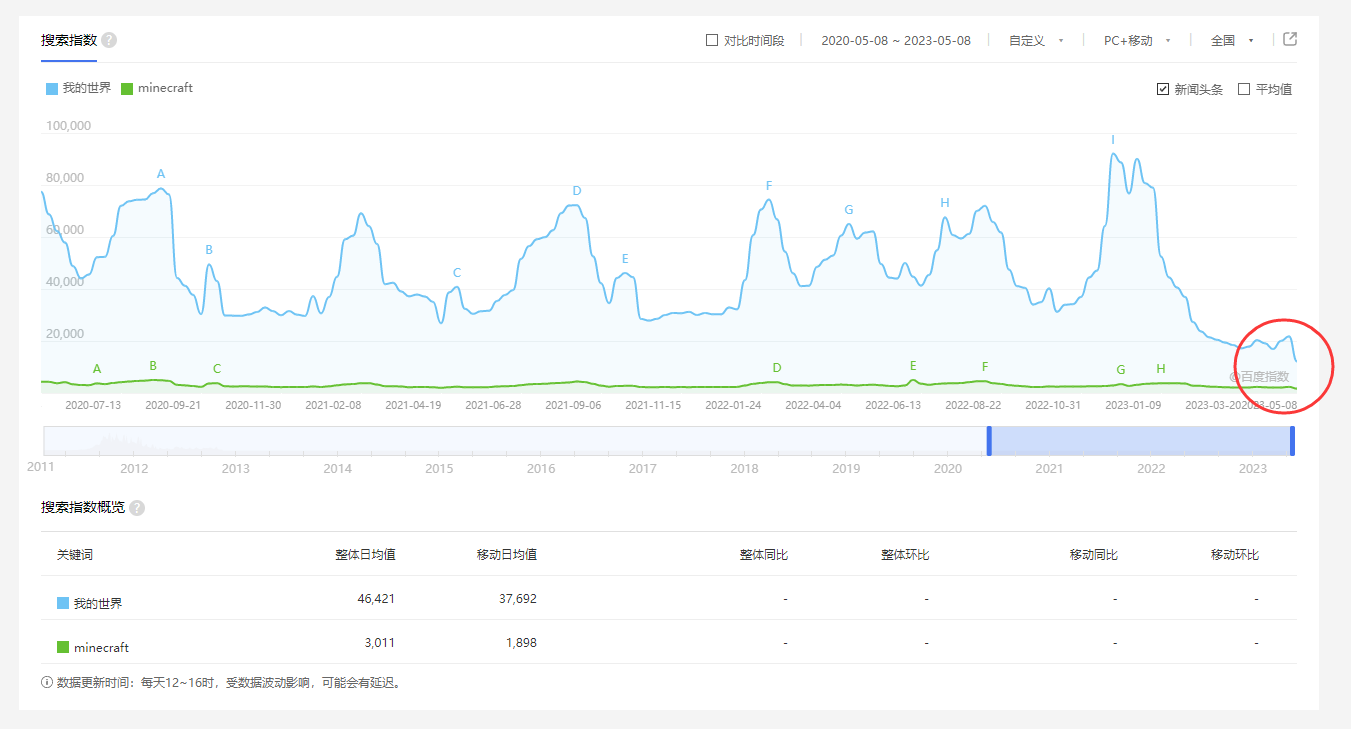 搜索指数 ?
对比时间段 2020-05-08 ~ 2023-05-08 自定义 PC+移动 全国
我的世界 minecraft
新闻头条 平均值
100,000
80,000
60,000
40,000
20,000
A B C D E F G H I
A B C D E F G H
@百度指数
2020-07-13 2020-09-21 2020-11-30 2021-02-08 2021-04-19 2021-06-28 2021-09-06 2021-11-15 2022-01-24 2022-04-04 2022-06-13 2022-08-22 2022-10-31 2023-01-09 2023-03-20 2023-05-08
2011 2012 2013 2014 2015 2016 2017 2018 2019 2020 2021 2022 2023
搜索指数概览 ?
关键词 整体日均值 移动日均值 整体同比 整体环比 移动同比 移动环比
我的世界 46,421 37,692 - - - -
minecraft 3,011 1,898 - - - -
数据更新时间：每天12~16时，受数据波动影响，可能会有延迟。